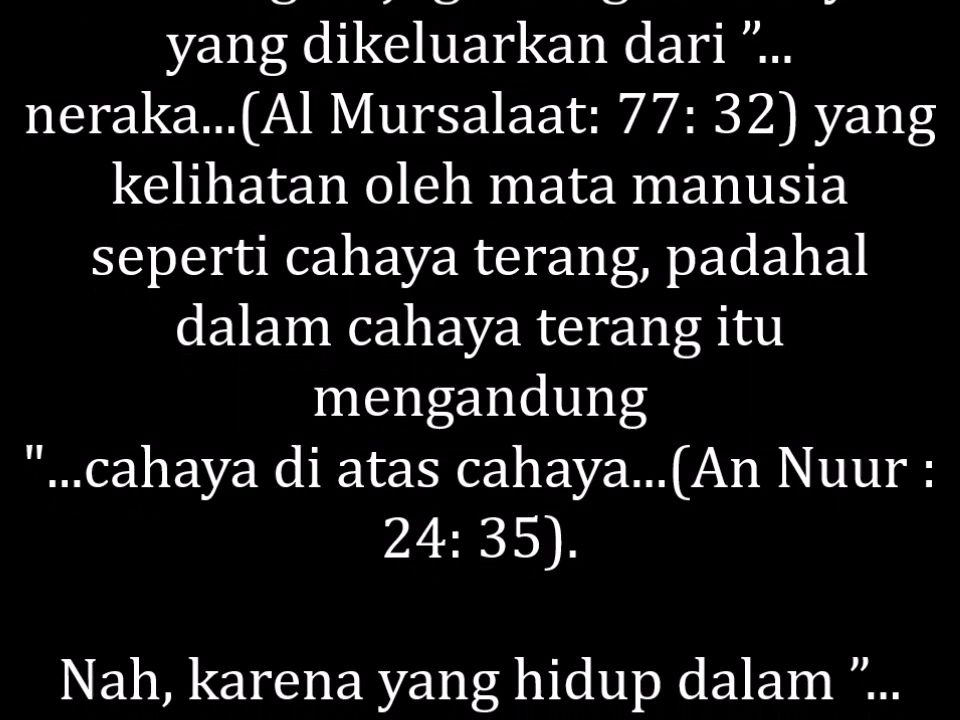 yang dikeluarkan dari ”...
neraka...(Al Mursalaat: 77: 32) yang
kelihatan oleh mata manusia
seperti cahaya terang, padahal
dalam cahaya terang itu
mengandung
"...cahaya di atas cahaya...(An Nuur :
24: 35).
Nah, karena yang hidup dalam ”...